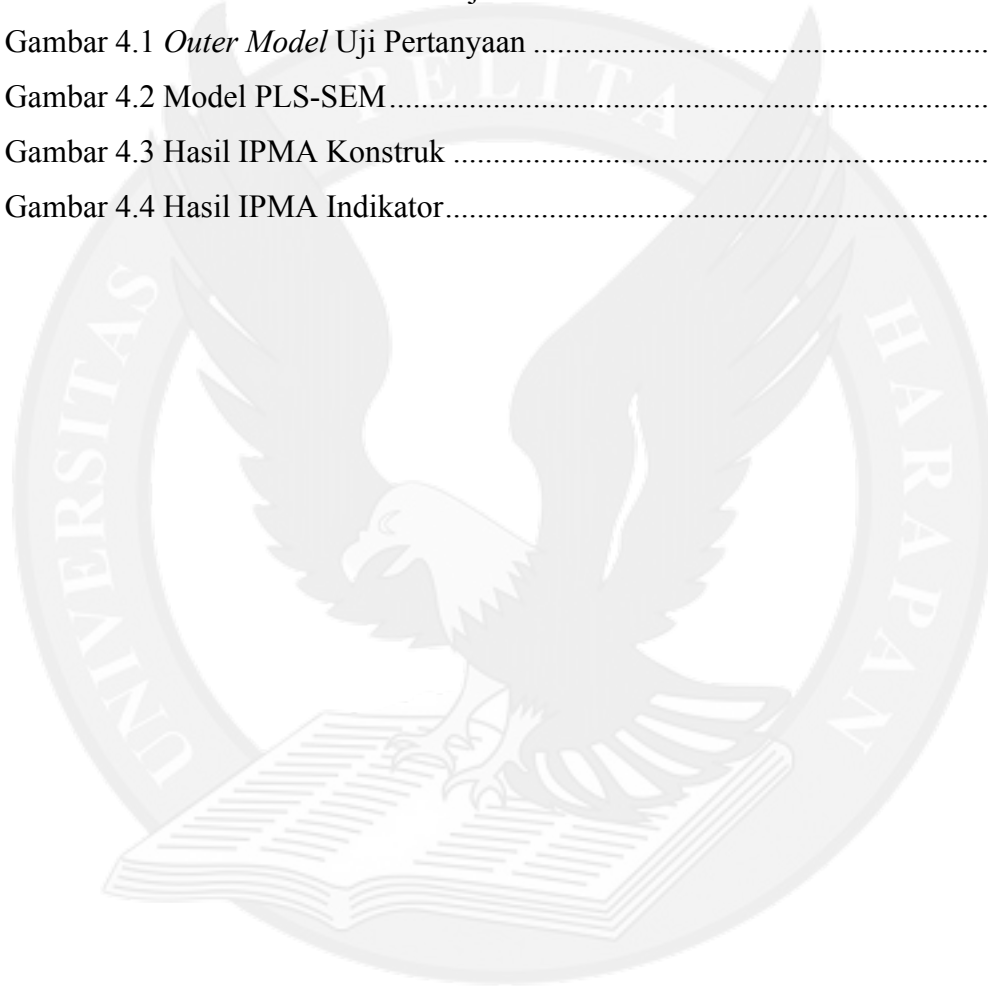 Gambar 4.1 Outer Model Uji Pertanyaan ..........................................................
Gambar 4.2 Model PLS-SEM............................................................................
Gambar 4.3 Hasil IPMA Konstruk ....................................................................
Gambar 4.4 Hasil IPMA Indikator.....................................................................
UNIVERSITAS PELITA HARAPAN